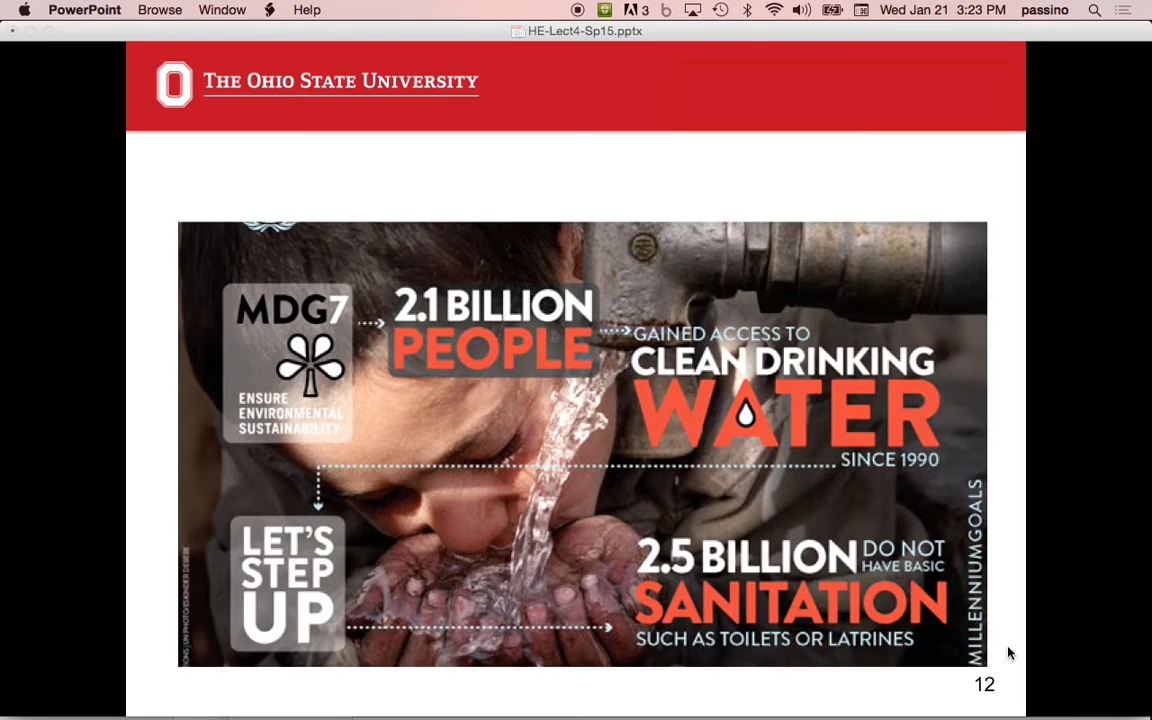 PowerPoint Browse Window Help 3 Wed Jan 21 3:23 PM passino
HE-Lect4-Sp15.pptx
THE OHIO STATE UNIVERSITY
MDG7
ENSURE
ENVIRONMENTAL
SUSTAINABILITY
2.1 BILLION
PEOPLE
GAINED ACCESS TO
CLEAN DRINKING
WATER
SINCE 1990
LET'S
STEP
UP
2.5 BILLION DO NOT
HAVE BASIC
SANITATION
SUCH AS TOILETS OR LATRINES
MILLENNIUMGOALS
12